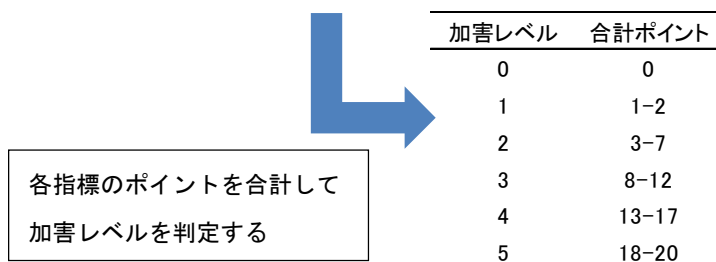 加害レベル 合計ポイント
0 0
1 1-2
2 3-7
3 8-12
4 13-17
5 18-20
各指標のポイントを合計して
加害レベルを判定する